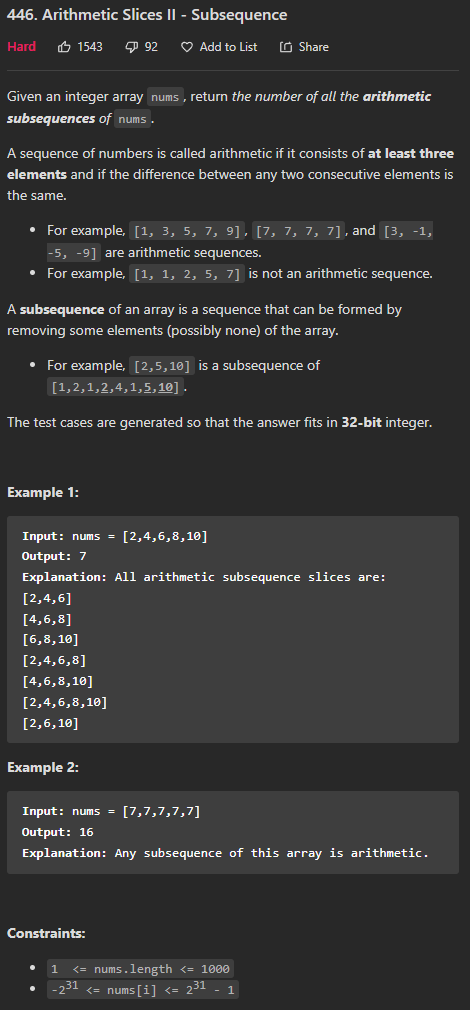 446. Arithmetic Slices II - Subsequence
Hard 1543 92 Add to List Share
Given an integer array nums, return the number of all the arithmetic
subsequences of nums.
A sequence of numbers is called arithmetic if it consists of at least three
elements and if the difference between any two consecutive elements is
the same.
• For example, [1, 3, 5, 7, 9], [7, 7, 7, 7], and [3, -1,
-5, -9] are arithmetic sequences.
• For example, [1, 1, 2, 5, 7] is not an arithmetic sequence.
A subsequence of an array is a sequence that can be formed by
removing some elements (possibly none) of the array.
• For example, [2,5,10] is a subsequence of
[1,2,1,2,4,1,5,10].
The test cases are generated so that the answer fits in 32-bit integer.
Example 1:
Input: nums = [2,4,6,8,10]
Output: 7
Explanation: All arithmetic subsequence slices are:
[2,4,6]
[4,6,8]
[6,8,10]
[2,4,6,8]
[4,6,8,10]
[2,4,6,8,10]
[2,6,10]
Example 2:
Input: nums = [7,7,7,7,7]
Output: 16
Explanation: Any subsequence of this array is arithmetic.
Constraints:
• 1 <= nums.length <= 1000
• -2³¹ <= nums[i] <= 2³¹ - 1